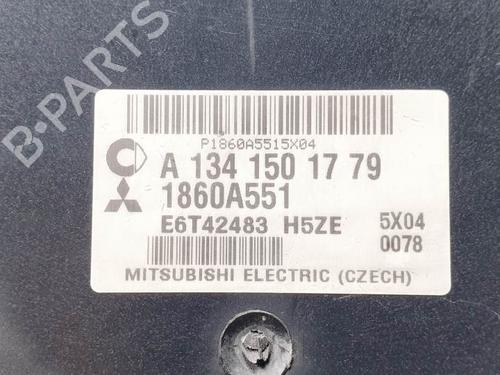 P1860A5515X04
A 134 150 17 79
1860A551
E6T42483 H5ZE 5X04
0078
MITSUBISHI ELECTRIC (CZECH)
B-PARTS